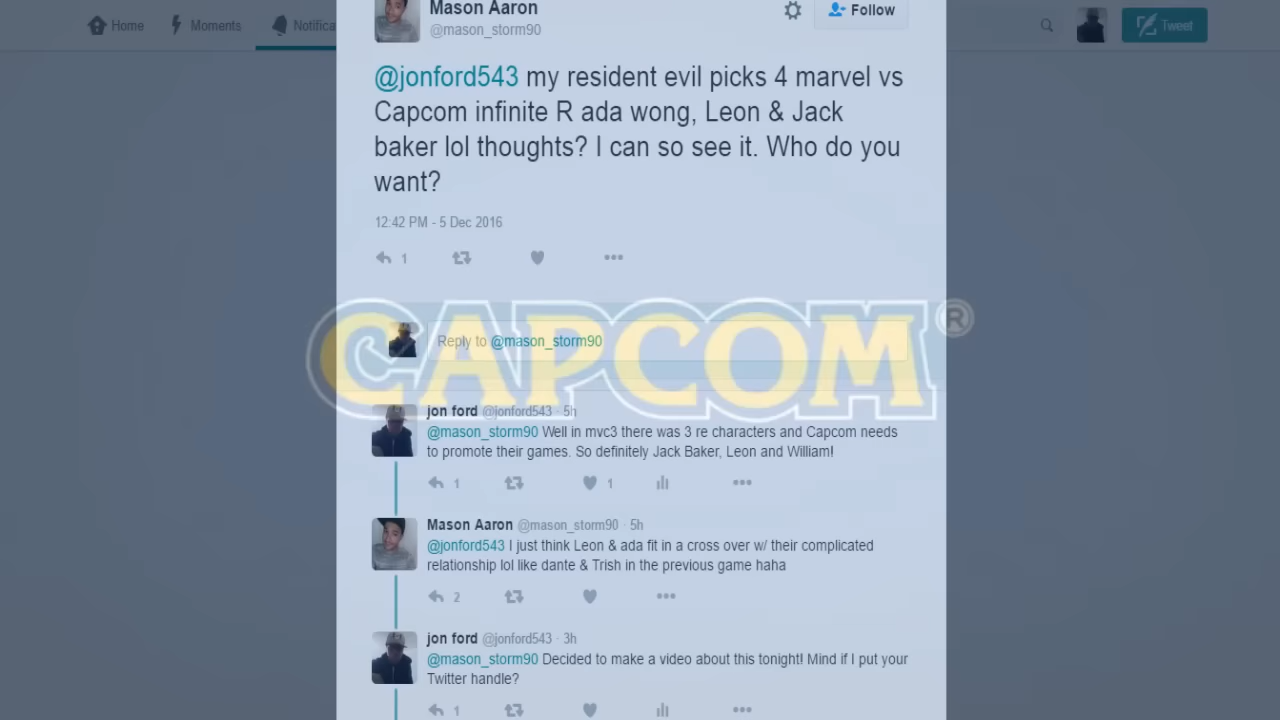 Home
Moments
Notifica
Tweet
Mason Aaron
@mason_storm90
Follow
@jonford543 my resident evil picks 4 marvel vs
Capcom infinite R ada wong, Leon & Jack
baker lol thoughts? I can so see it. Who do you
want?
12:42 PM - 5 Dec 2016
1
CAPCOM®
Reply to @mason_storm90
jon ford @jonford543 · 5h
@mason_storm90 Well in mvc3 there was 3 re characters and Capcom needs
to promote their games. So definitely Jack Baker, Leon and William!
1 1
Mason Aaron @mason_storm90 · 5h
@jonford543 I just think Leon & ada fit in a cross over w/ their complicated
relationship lol like dante & Trish in the previous game haha
2
jon ford @jonford543 · 3h
@mason_storm90 Decided to make a video about this tonight! Mind if I put your
Twitter handle?
1